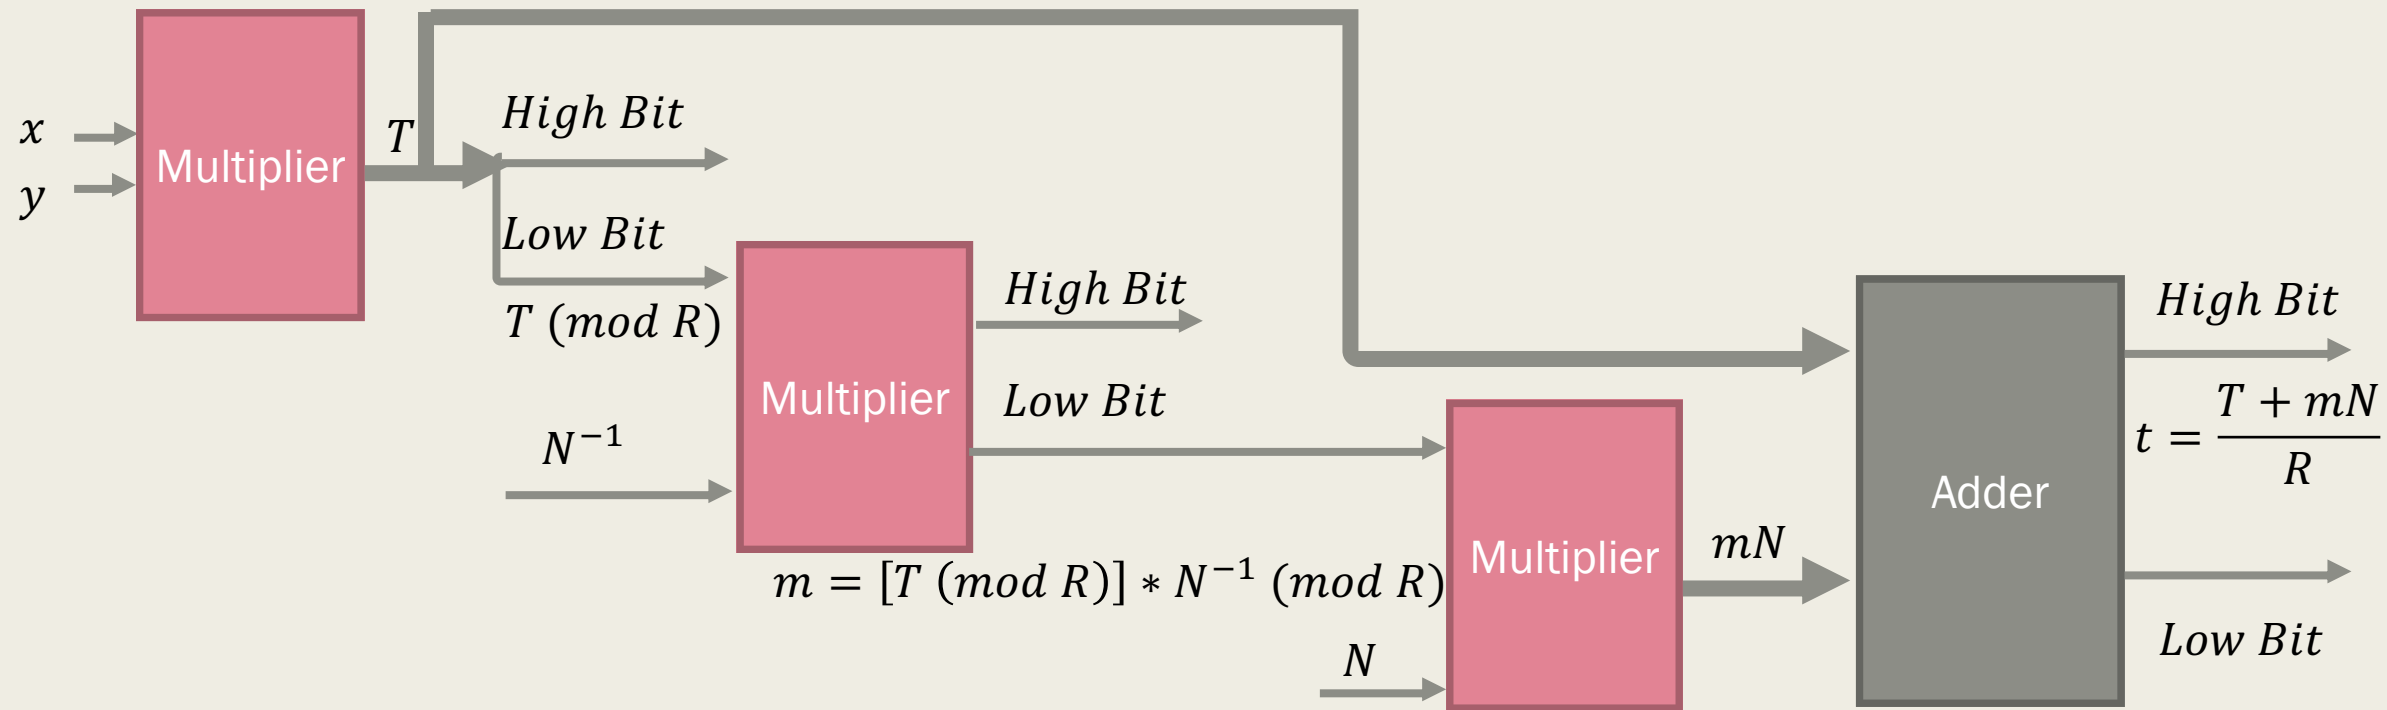 x
y
Multiplier
T
High Bit
Low Bit
T (mod R)
N⁻¹
Multiplier
High Bit
Low Bit
m = [T (mod R)] * N⁻¹ (mod R)
N
Multiplier
mN
Adder
High Bit
t = \frac{T + mN}{R}
Low Bit